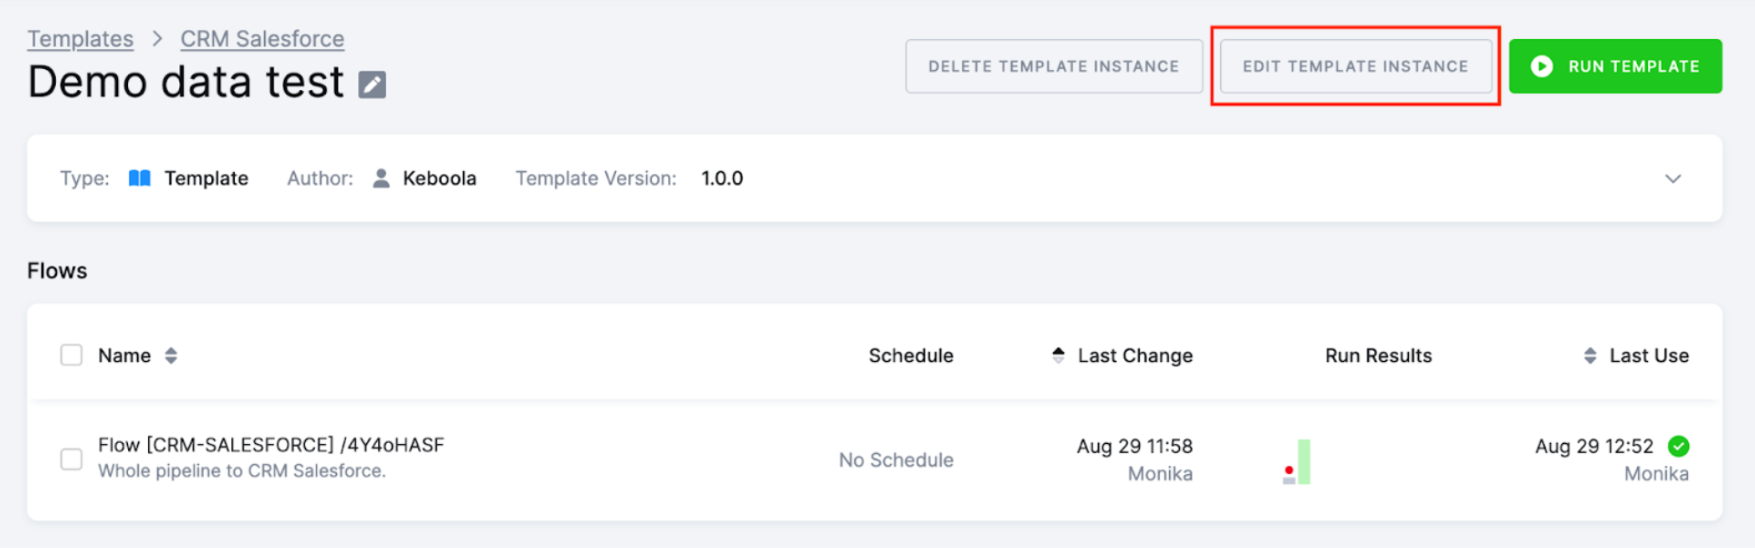 Templates > CRM Salesforce
Demo data test
DELETE TEMPLATE INSTANCE
EDIT TEMPLATE INSTANCE
RUN TEMPLATE
Type: Template Author: Keboola Template Version: 1.0.0
Flows
Name Schedule Last Change Run Results Last Use
Flow [CRM-SALESFORCE] /4Y4oHASF
Whole pipeline to CRM Salesforce.
No Schedule
Aug 29 11:58
Monika
Aug 29 12:52
Monika